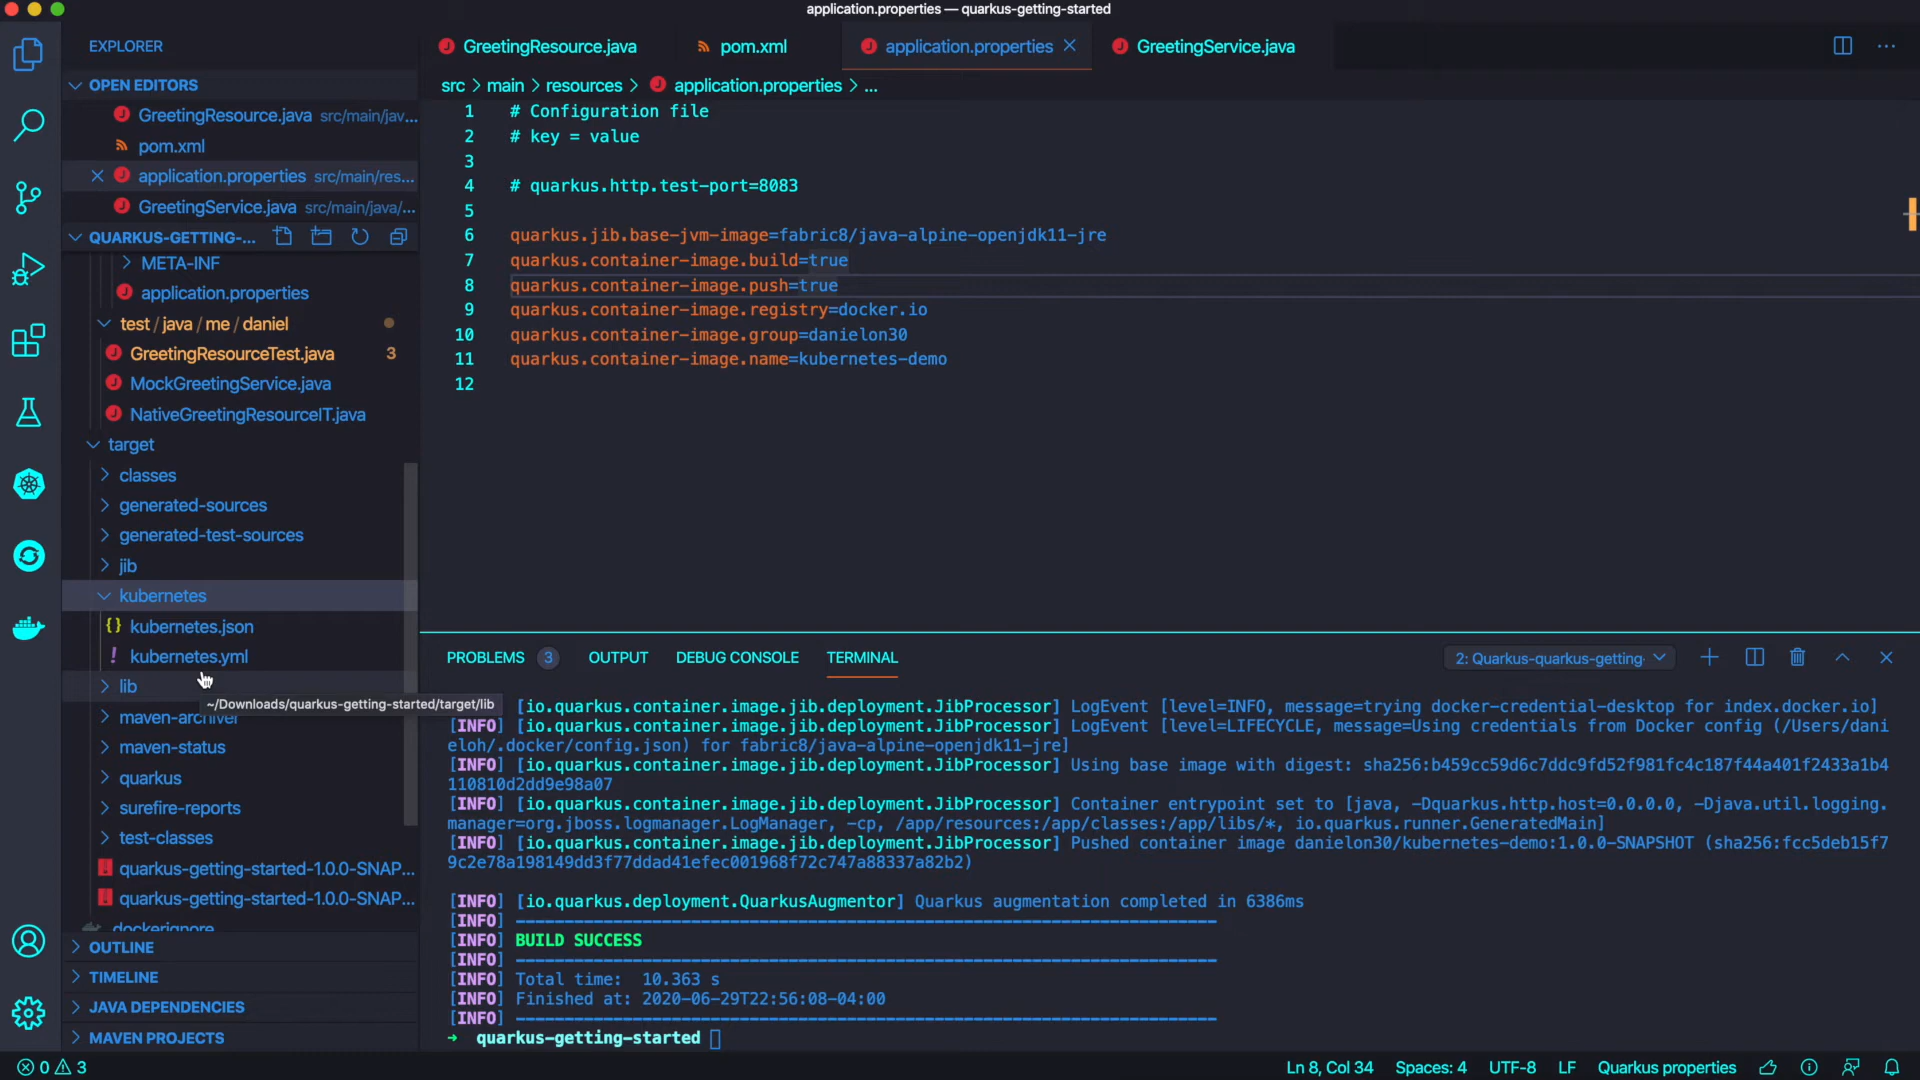 application.properties — quarkus-getting-started
EXPLORER
OPEN EDITORS
GreetingResource.java src/main/jav...
pom.xml
application.properties src/main/res...
GreetingService.java src/main/java/...
QUARKUS-GETTING-...
META-INF
application.properties
test / java / me / daniel
GreetingResourceTest.java 3
MockGreetingService.java
NativeGreetingResourceIT.java
target
classes
generated-sources
generated-test-sources
jib
kubernetes
kubernetes.json
kubernetes.yml
lib
~/Downloads/quarkus-getting-started/target/lib
maven-archiver
maven-status
quarkus
surefire-reports
test-classes
quarkus-getting-started-1.0.0-SNAP...
quarkus-getting-started-1.0.0-SNAP...
dockerignore
OUTLINE
TIMELINE
JAVA DEPENDENCIES
MAVEN PROJECTS
GreetingResource.java pom.xml application.properties GreetingService.java
src > main > resources > application.properties > ...
1 # Configuration file
2 # key = value
3
4 # quarkus.http.test-port=8083
5
6 quarkus.jib.base-jvm-image=fabric8/java-alpine-openjdk11-jre
7 quarkus.container-image.build=true
8 quarkus.container-image.push=true
9 quarkus.container-image.registry=docker.io
10 quarkus.container-image.group=danielon30
11 quarkus.container-image.name=kubernetes-demo
12
PROBLEMS 3 OUTPUT DEBUG CONSOLE TERMINAL 2: Quarkus-quarkus-getting-
[io.quarkus.container.image.jib.deployment.JibProcessor] LogEvent [level=INFO, message=trying docker-credential-desktop for index.docker.io]
[INFO] [io.quarkus.container.image.jib.deployment.JibProcessor] LogEvent [level=LIFECYCLE, message=Using credentials from Docker config (/Users/dani
eloh/.docker/config.json) for fabric8/java-alpine-openjdk11-jre]
[INFO] [io.quarkus.container.image.jib.deployment.JibProcessor] Using base image with digest: sha256:b459cc59d6c7ddc9fd52f981fc4c187f44a401f2433a1b4
110810d2dd9e98a07
[INFO] [io.quarkus.container.image.jib.deployment.JibProcessor] Container entrypoint set to [java, -Dquarkus.http.host=0.0.0.0, -Djava.util.logging.
manager=org.jboss.logmanager.LogManager, -cp, /app/resources:/app/classes:/app/libs/*, io.quarkus.runner.GeneratedMain]
[INFO] [io.quarkus.container.image.jib.deployment.JibProcessor] Pushed container image danielon30/kubernetes-demo:1.0.0-SNAPSHOT (sha256:fcc5deb15f7
9c2e78a198149dd3f77ddad41efec001968f72c747a88337a82b2)
[INFO] [io.quarkus.deployment.QuarkusAugmentor] Quarkus augmentation completed in 6386ms
[INFO] ------------------------------------------------------------------------
[INFO] BUILD SUCCESS
[INFO] ------------------------------------------------------------------------
[INFO] Total time:  10.363 s
[INFO] Finished at: 2020-06-29T22:56:08-04:00
[INFO] ------------------------------------------------------------------------
→ quarkus-getting-started
0 3 Ln 8, Col 34 Spaces: 4 UTF-8 LF Quarkus properties